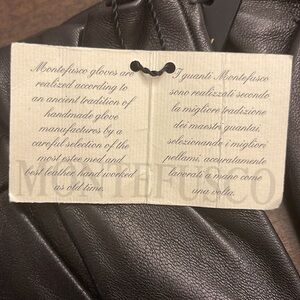 Montefusco gloves are
realized according to
an ancient tradition of
handmade glove
manufactures by a
careful selection of the
most estee med and
best leather hand worked
as old time.
I guanti Montefusco
sono realizzati secondo
la migliore tradizione
dei maestri guantai,
selezionando i migliori
pellami, accuratamente
lavorati a mano come
una volta.
MONTEFUSCO